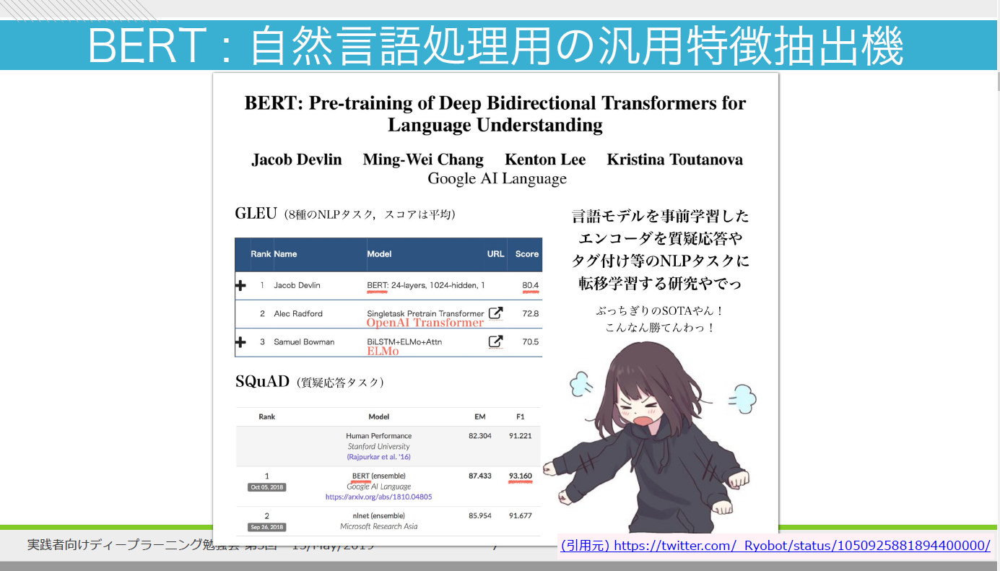 BERT：自然言語処理用の汎用特徴抽出機
BERT: Pre-training of Deep Bidirectional Transformers for
Language Understanding
Jacob Devlin Ming-Wei Chang Kenton Lee Kristina Toutanova
Google AI Language
GLEU（8種のNLPタスク，スコアは平均）
Rank Name Model URL Score
1 Jacob Devlin BERT: 24-layers, 1024-hidden, 1 80.4
2 Alec Radford Singletask Pretrain Transformer 72.8
OpenAI Transformer
3 Samuel Bowman BiLSTM+ELMo+Attn 70.5
ELMo
SQuAD（質疑応答タスク）
Rank Model EM F1
Human Performance 82.304 91.221
Stanford University
(Rajpurkar et al. '16)
1 BERT (ensemble) 87.433 93.160
Oct 05, 2018 Google AI Language
https://arxiv.org/abs/1810.04805
2 nlnet (ensemble) 85.954 91.677
Sep 26, 2018 Microsoft Research Asia
言語モデルを事前学習した
エンコーダを質疑応答や
タグ付け等のNLPタスクに
転移学習する研究やでっ
ぶっちぎりのSOTAやん！
こんなん勝てんわっ！
実践者向けディープラーニング勉強会 第3回 15/May/2019 7
(引用元) https://twitter.com/_Ryobot/status/1050925881894400000/